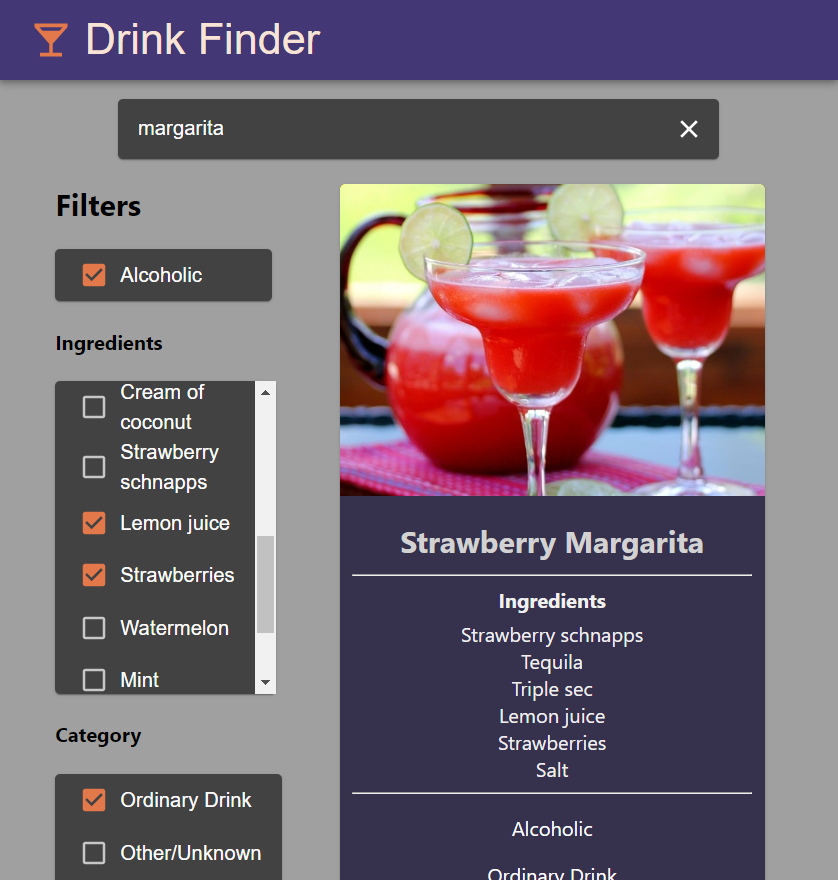 Drink Finder
margarita
Filters
Alcoholic
Ingredients
Cream of
coconut
Strawberry
schnapps
Lemon juice
Strawberries
Watermelon
Mint
Category
Ordinary Drink
Other/Unknown
Strawberry Margarita
Ingredients
Strawberry schnapps
Tequila
Triple sec
Lemon juice
Strawberries
Salt
Alcoholic
Ordinary Drink